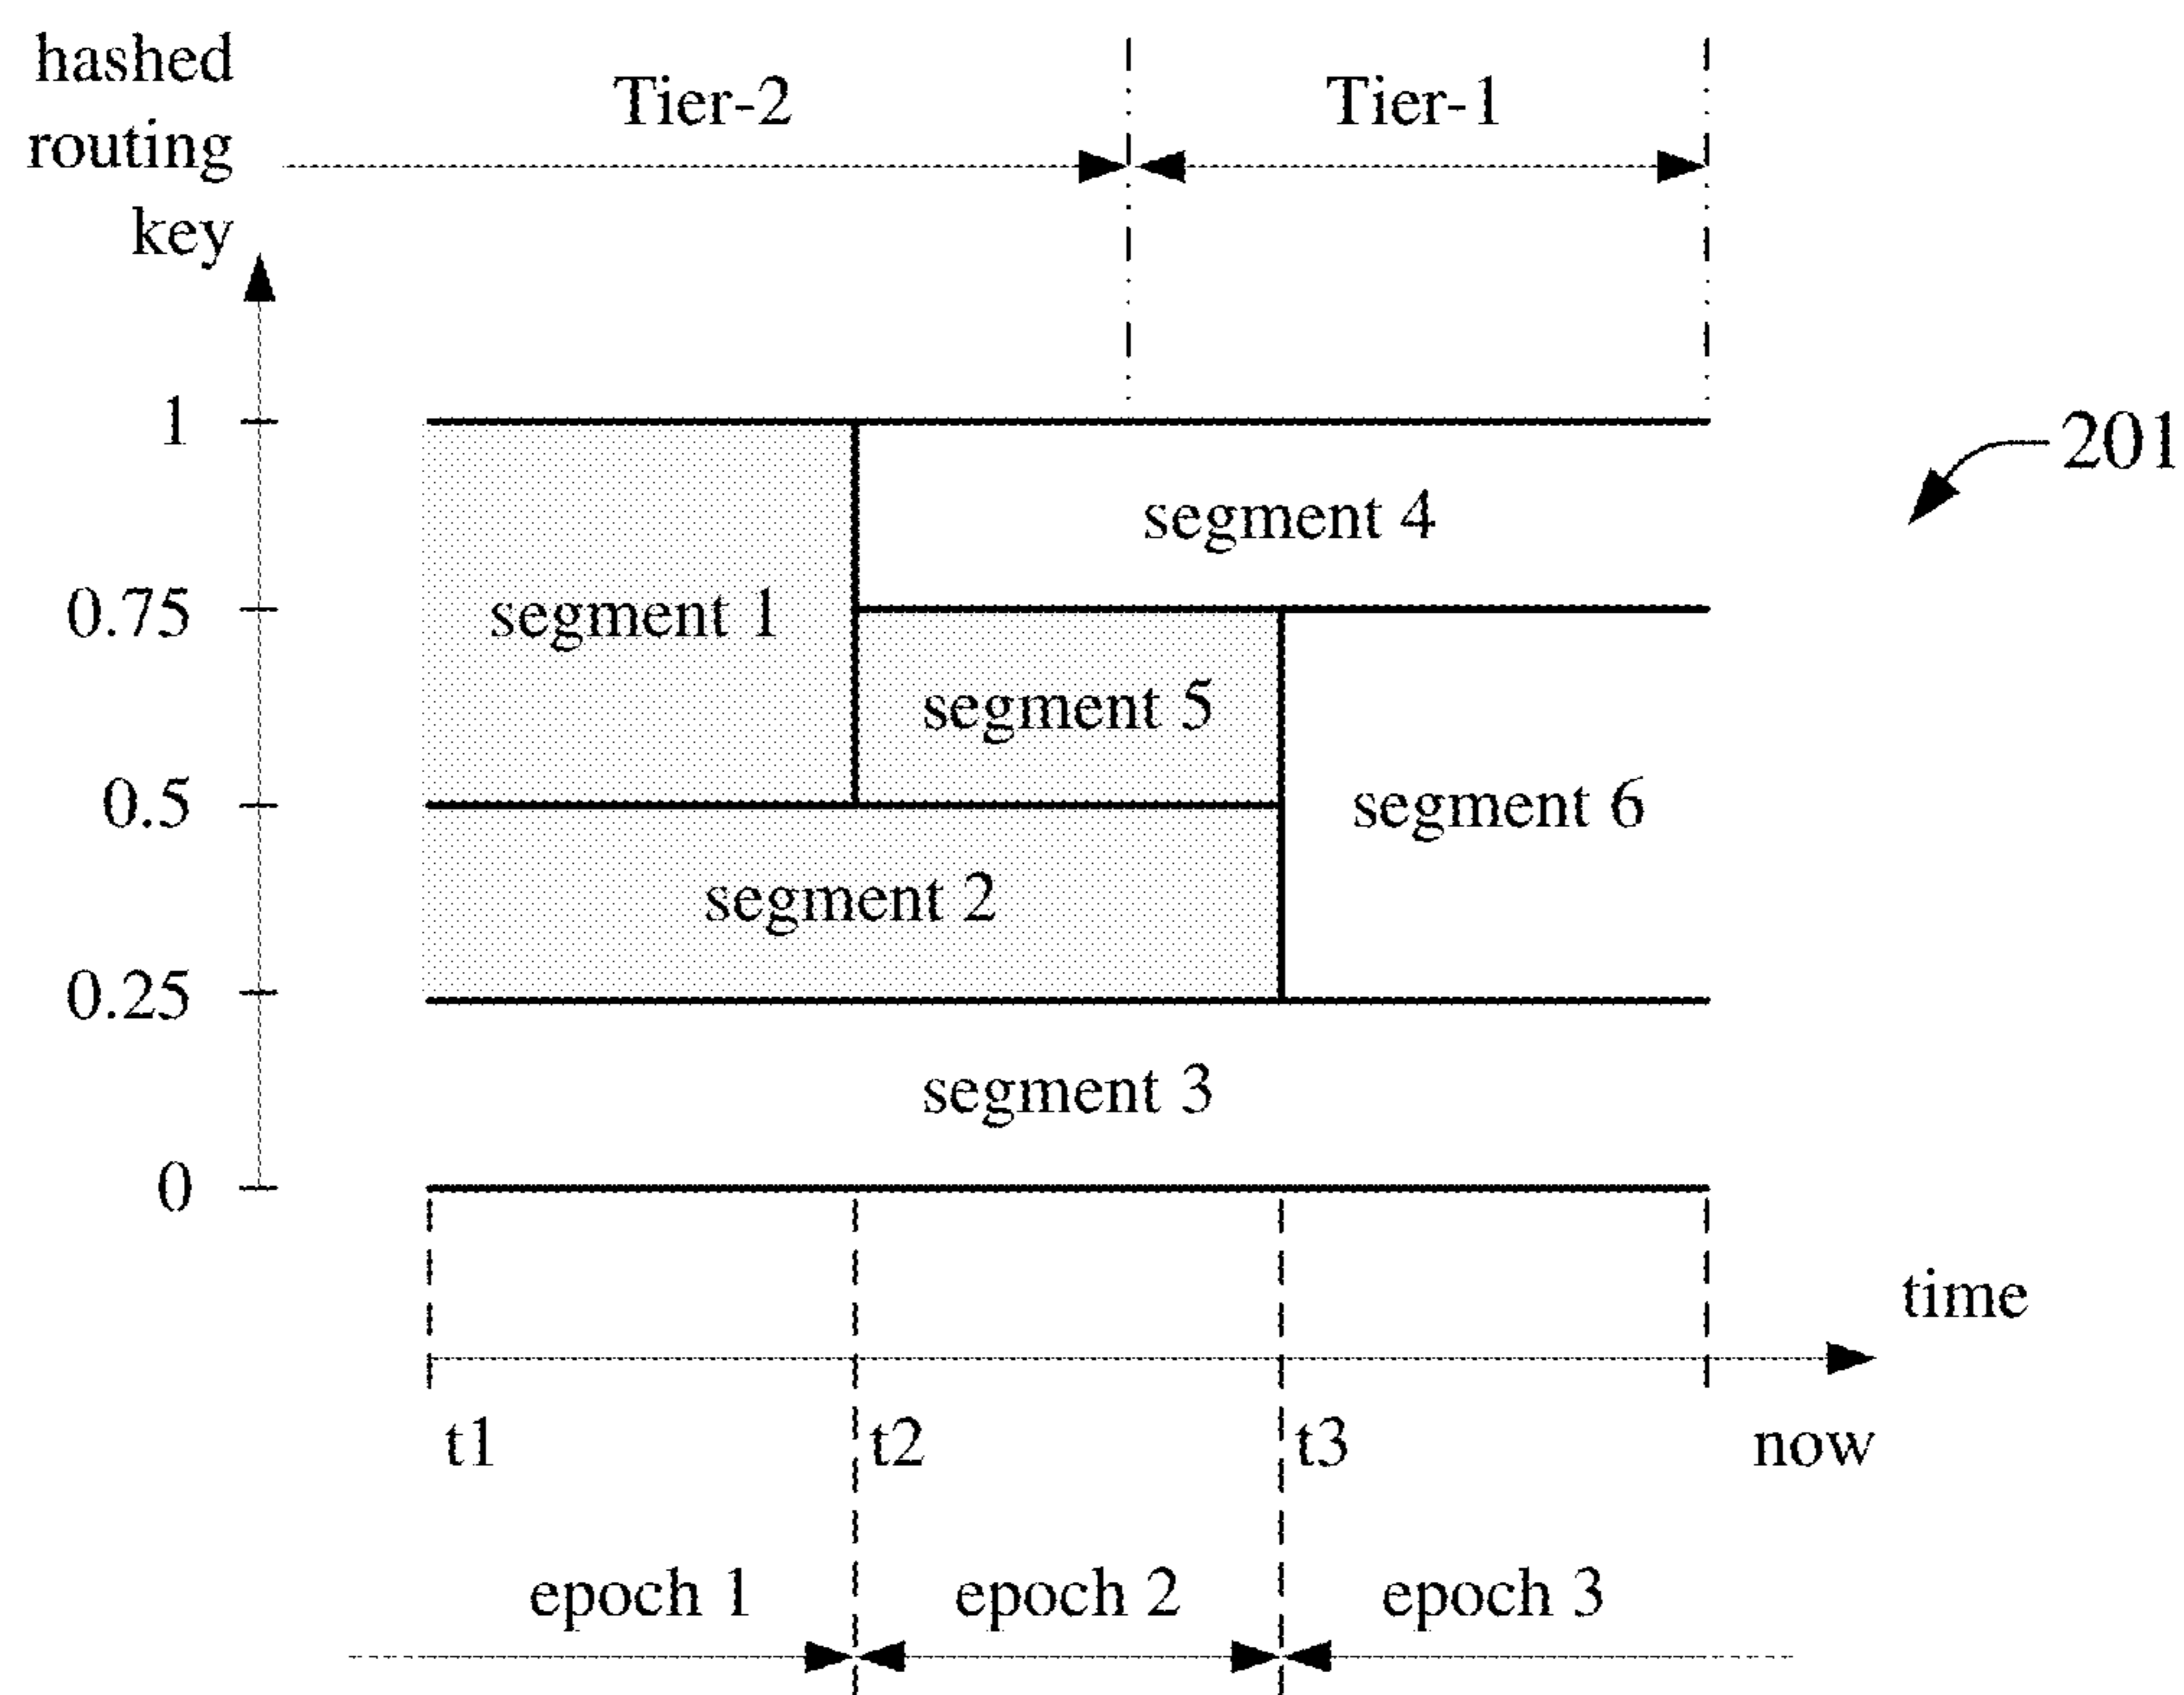 hashed
routing
key
Tier-2
Tier-1
1
201
segment 4
0.75
segment 1
segment 5
0.5
segment 6
segment 2
0.25
segment 3
0
time
t1
t2
t3
now
epoch 1
epoch 2
epoch 3